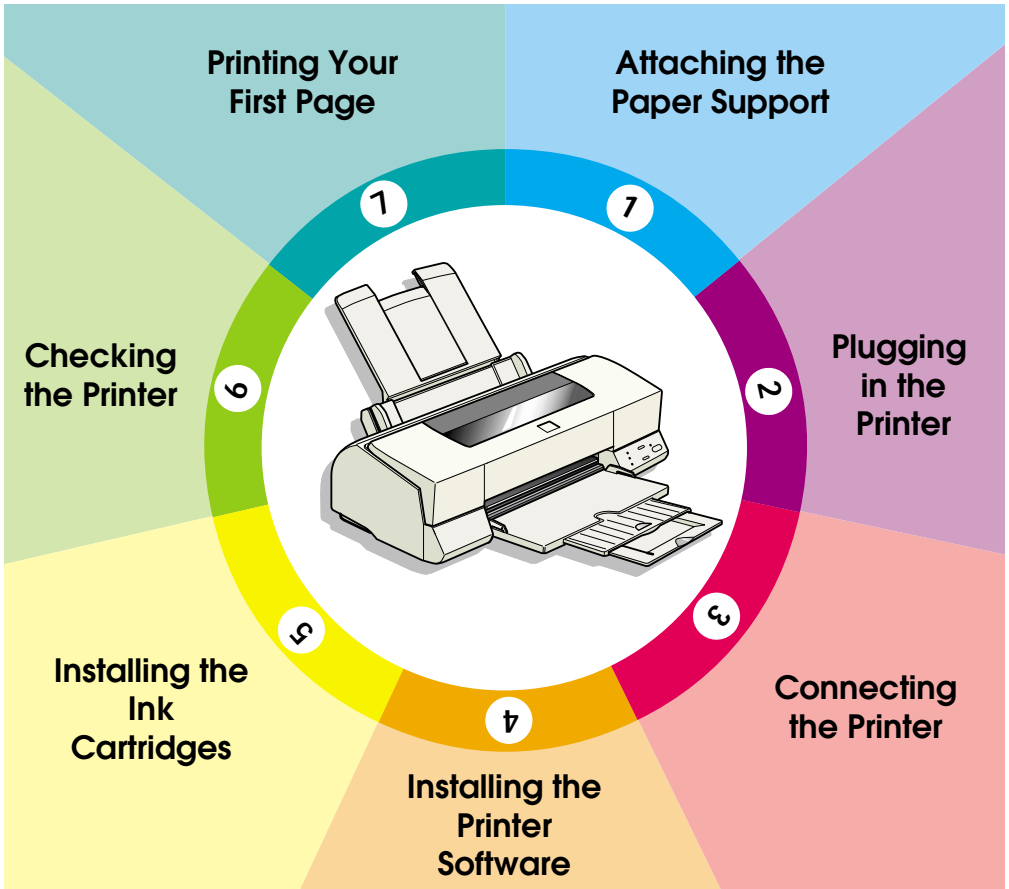 1
Attaching the
Paper Support
2
Plugging
in the
Printer
3
Connecting
the Printer
4
Installing the
Printer
Software
5
Installing the
Ink
Cartridges
6
Checking
the Printer
7
Printing Your
First Page